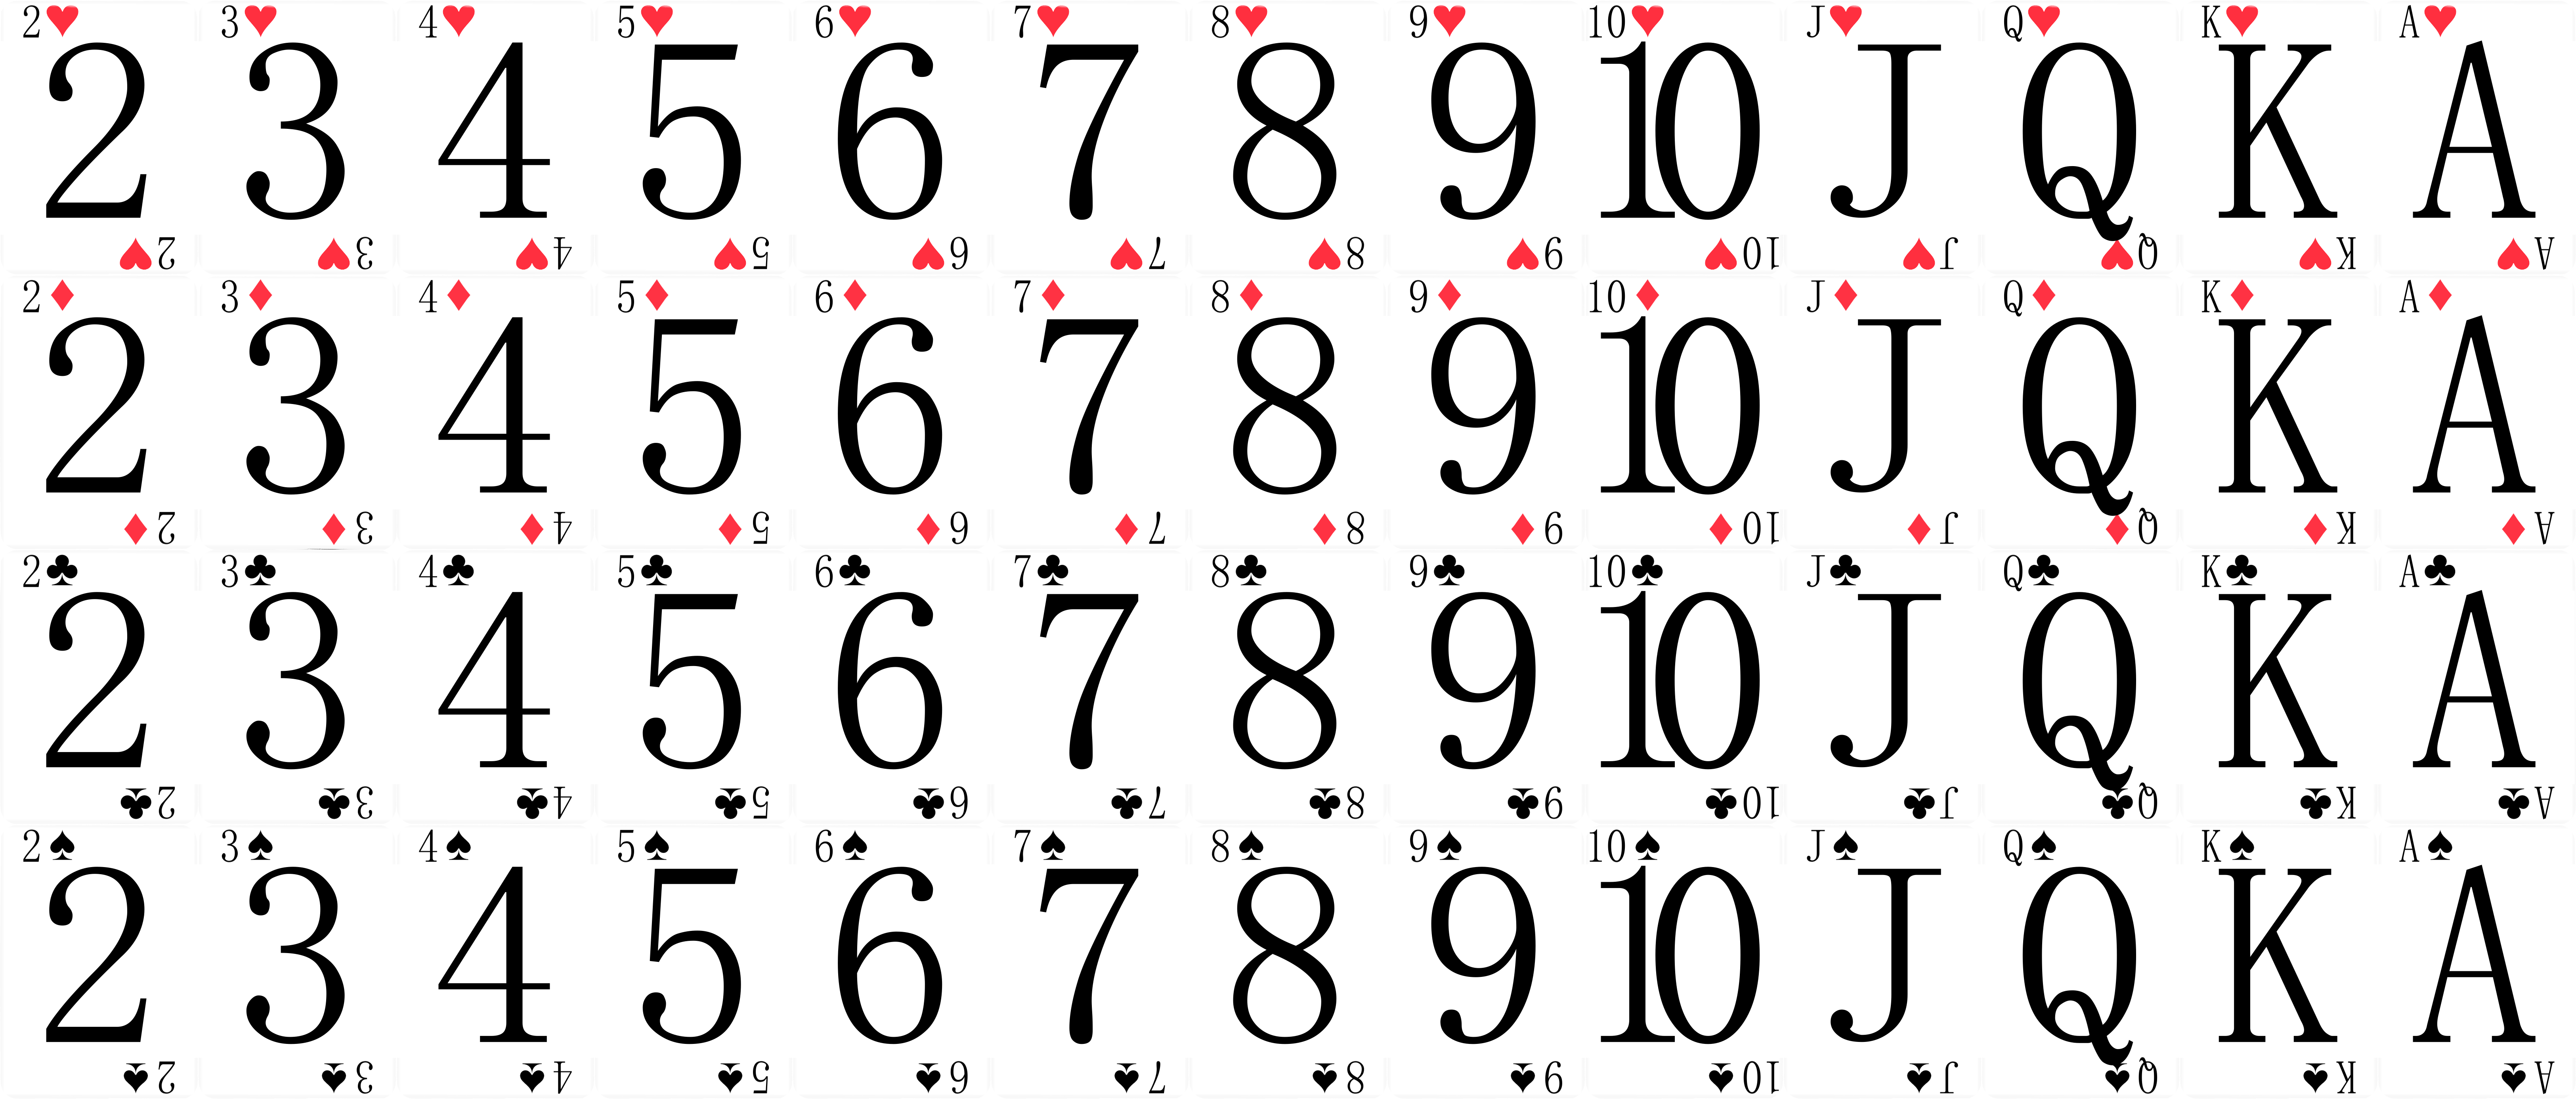 2♥ 3♥ 4♥ 5♥ 6♥ 7♥ 8♥ 9♥ 10♥ J♥ Q♥ K♥ A♥
2 3 4 5 6 7 8 9 10 J Q K A
♥2 ♥3 ♥4 ♥5 ♥6 ♥7 ♥8 ♥9 ♥10 ♥J ♥Q ♥K ♥A
2♦ 3♦ 4♦ 5♦ 6♦ 7♦ 8♦ 9♦ 10♦ J♦ Q♦ K♦ A♦
2 3 4 5 6 7 8 9 10 J Q K A
♦2 ♦3 ♦4 ♦5 ♦6 ♦7 ♦8 ♦9 ♦10 ♦J ♦Q ♦K ♦A
2♣ 3♣ 4♣ 5♣ 6♣ 7♣ 8♣ 9♣ 10♣ J♣ Q♣ K♣ A♣
2 3 4 5 6 7 8 9 10 J Q K A
♣2 ♣3 ♣4 ♣5 ♣6 ♣7 ♣8 ♣9 ♣10 ♣J ♣Q ♣K ♣A
2♠ 3♠ 4♠ 5♠ 6♠ 7♠ 8♠ 9♠ 10♠ J♠ Q♠ K♠ A♠
2 3 4 5 6 7 8 9 10 J Q K A
♠2 ♠3 ♠4 ♠5 ♠6 ♠7 ♠8 ♠9 ♠10 ♠J ♠Q ♠K ♠A